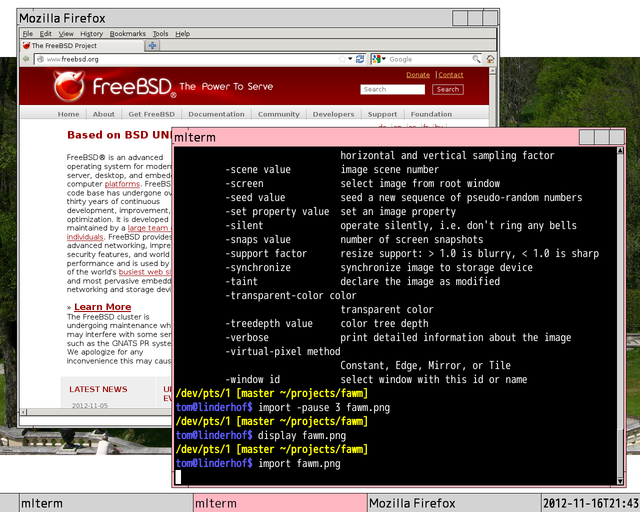 Mozilla Firefox
File Edit View History Bookmarks Tools Help
The FreeBSD Project
www.freebsd.org
Google
Donate | Contact
FreeBSD® The Power To Serve
Search Search
Home About Get FreeBSD Documentation Community Developers Support Foundation
Based on BSD UNI
FreeBSD® is an advanced
operating system for modern
server, desktop, and embed
computer platforms. FreeBS
code base has undergone ov
thirty years of continuous
development, improvement,
optimization. It is developed
maintained by a large team
individuals. FreeBSD provides
advanced networking, impre
security features, and world
performance and is used by
of the world's busiest web si
and most pervasive embedd
networking and storage devi
» Learn More
The FreeBSD cluster is
undergoing maintenance wh
may interfere with some ser
such as the GNATS PR syste
We apologize for any
inconvenience this may caus
LATEST NEWS
2012-11-05
mlterm
horizontal and vertical sampling factor
-scene value image scene number
-screen select image from root window
-seed value seed a new sequence of pseudo-random numbers
-set property value set an image property
-silent operate silently, i.e. don't ring any bells
-snaps value number of screen snapshots
-support factor resize support: > 1.0 is blurry, < 1.0 is sharp
-synchronize synchronize image to storage device
-taint declare the image as modified
-transparent-color color
transparent color
-treedepth value color tree depth
-verbose print detailed information about the image
-virtual-pixel method
Constant, Edge, Mirror, or Tile
-window id select window with this id or name
/dev/pts/1 [master ~/projects/fawm]
tom@linderhof$ import -pause 3 fawm.png
/dev/pts/1 [master ~/projects/fawm]
tom@linderhof$ display fawm.png
/dev/pts/1 [master ~/projects/fawm]
tom@linderhof$ import fawm.png
mlterm mlterm Mozilla Firefox 2012-11-16T21:43